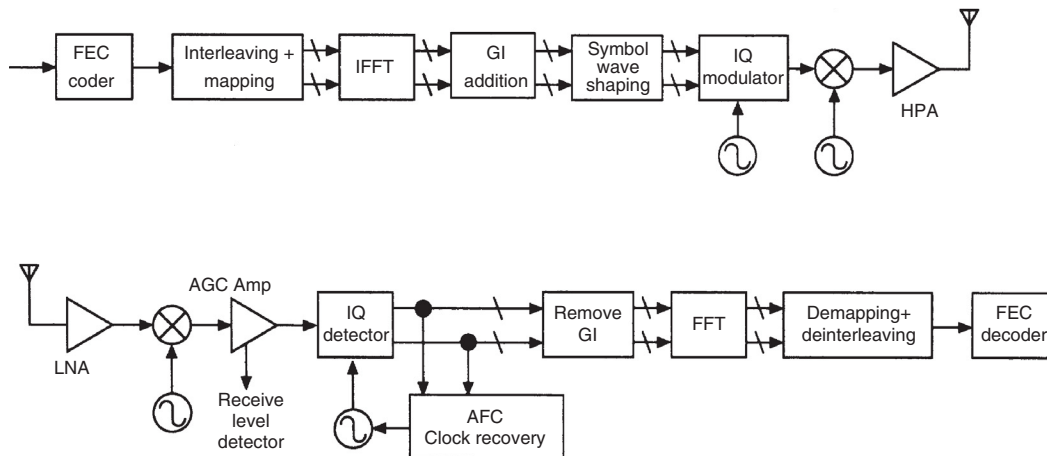 FEC
coder
Interleaving +
mapping
IFFT
GI
addition
Symbol
wave
shaping
IQ
modulator
HPA
LNA
AGC Amp
Receive
level
detector
IQ
detector
AFC
Clock recovery
Remove
GI
FFT
Demapping+
deinterleaving
FEC
decoder